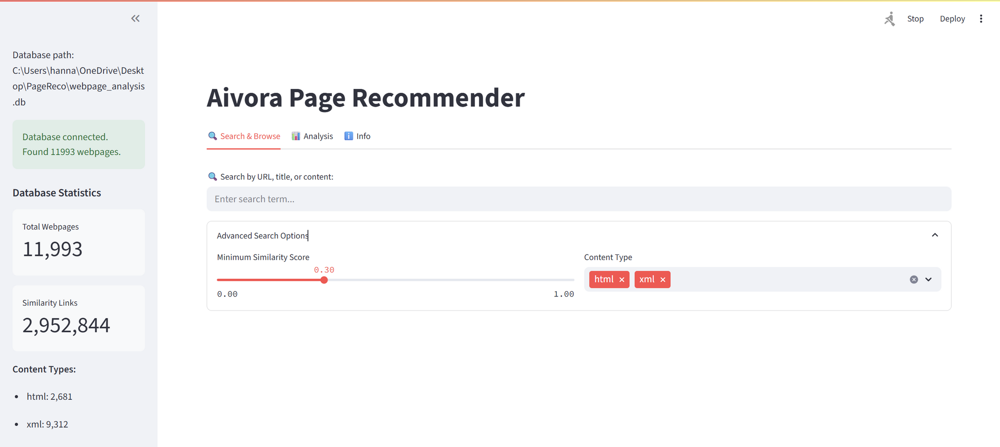 Stop
Deploy
Database path:
C:\Users\hanna\OneDrive\Deskt
op\PageReco\webpage_analysis
.db
Database connected.
Found 11993 webpages.
Database Statistics
Total Webpages
11,993
Similarity Links
2,952,844
Content Types:
html: 2,681
xml: 9,312
Aivora Page Recommender
Search & Browse
Analysis
Info
Search by URL, title, or content:
Enter search term...
Advanced Search Options
Minimum Similarity Score
0.30
0.00
1.00
Content Type
html
xml